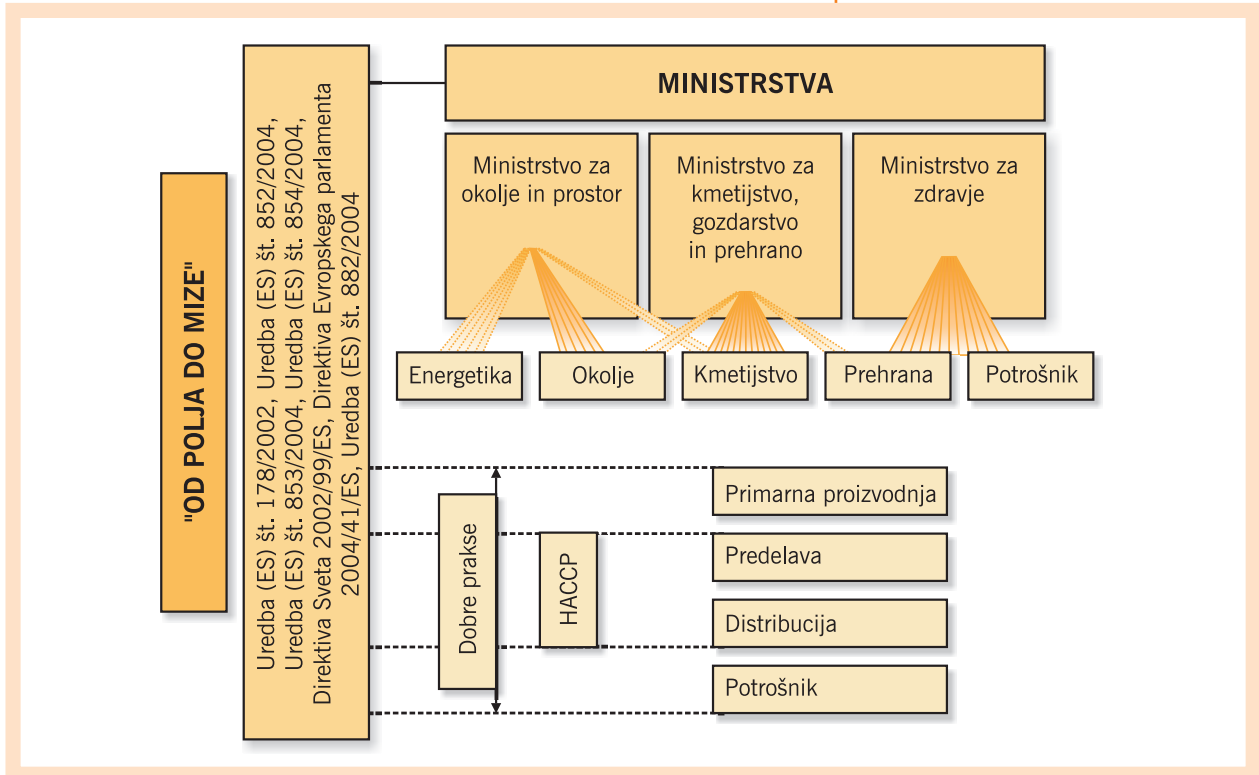 "OD POLJA DO MIZE"
Uredba (ES) št. 178/2002, Uredba (ES) št. 852/2004,
Uredba (ES) št. 853/2004, Uredba (ES) št. 854/2004,
Direktiva Sveta 2002/99/ES, Direktiva Evropskega parlamenta
2004/41/ES, Uredba (ES) št. 882/2004
MINISTRSTVA
Ministrstvo za
okolje in prostor
Ministrstvo za
kmetijstvo,
gozdarstvo
in prehrano
Ministrstvo za
zdravje
Energetika
Okolje
Kmetijstvo
Prehrana
Potrošnik
Dobre prakse
HACCP
Primarna proizvodnja
Predelava
Distribucija
Potrošnik